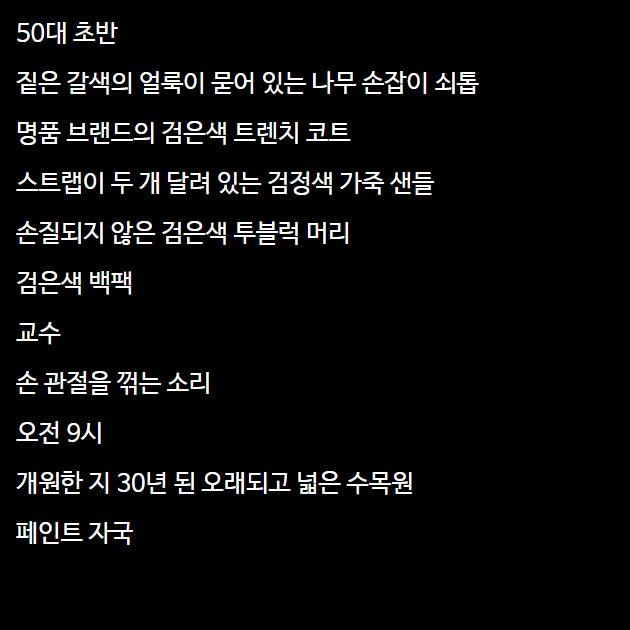 50대 초반
짙은 갈색의 얼룩이 묻어 있는 나무 손잡이 쇠톱
명품 브랜드의 검은색 트렌치 코트
스트랩이 두 개 달려 있는 검정색 가죽 샌들
손질되지 않은 검은색 투블럭 머리
검은색 백팩
교수
손 관절을 꺾는 소리
오전 9시
개원한 지 30년 된 오래되고 넓은 수목원
페인트 자국